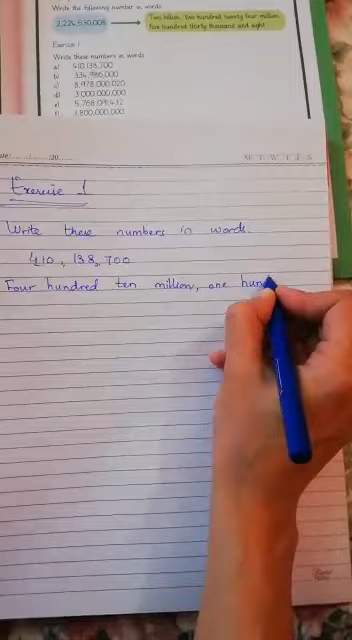 Write the following number in words
2,224,530,008
Two billion, two hundred twenty four million,
five hundred thirty thousand and eight
Exercise 1
Write these numbers in words
a) 410,138,700
b) 334,986,000
c) 8,978,000,020
d) 3,000,000,000
e) 5,768,091,432
f) 1,800,000,000
M T W T F S
Exercise 1
Write these numbers in words.
410, 138, 700
Four hundred ten million, one hund